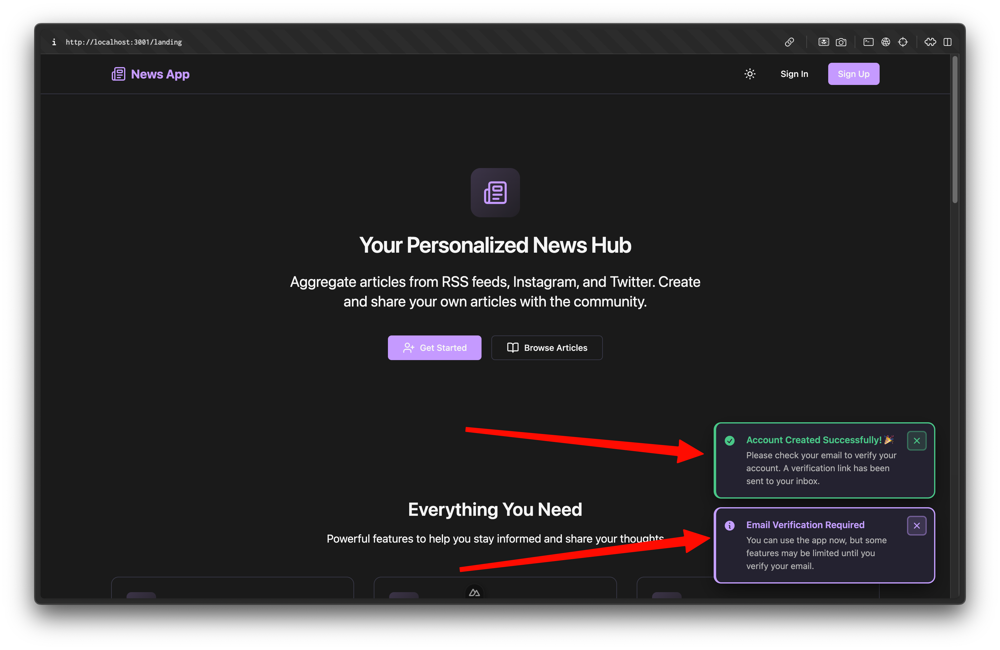 http://localhost:3001/landing
News App
Sign In
Sign Up
Your Personalized News Hub
Aggregate articles from RSS feeds, Instagram, and Twitter. Create
and share your own articles with the community.
Get Started
Browse Articles
Account Created Successfully! 🎉
Please check your email to verify your
account. A verification link has been
sent to your inbox.
Everything You Need
Powerful features to help you stay informed and share your thoughts
Email Verification Required
You can use the app now, but some
features may be limited until you
verify your email.